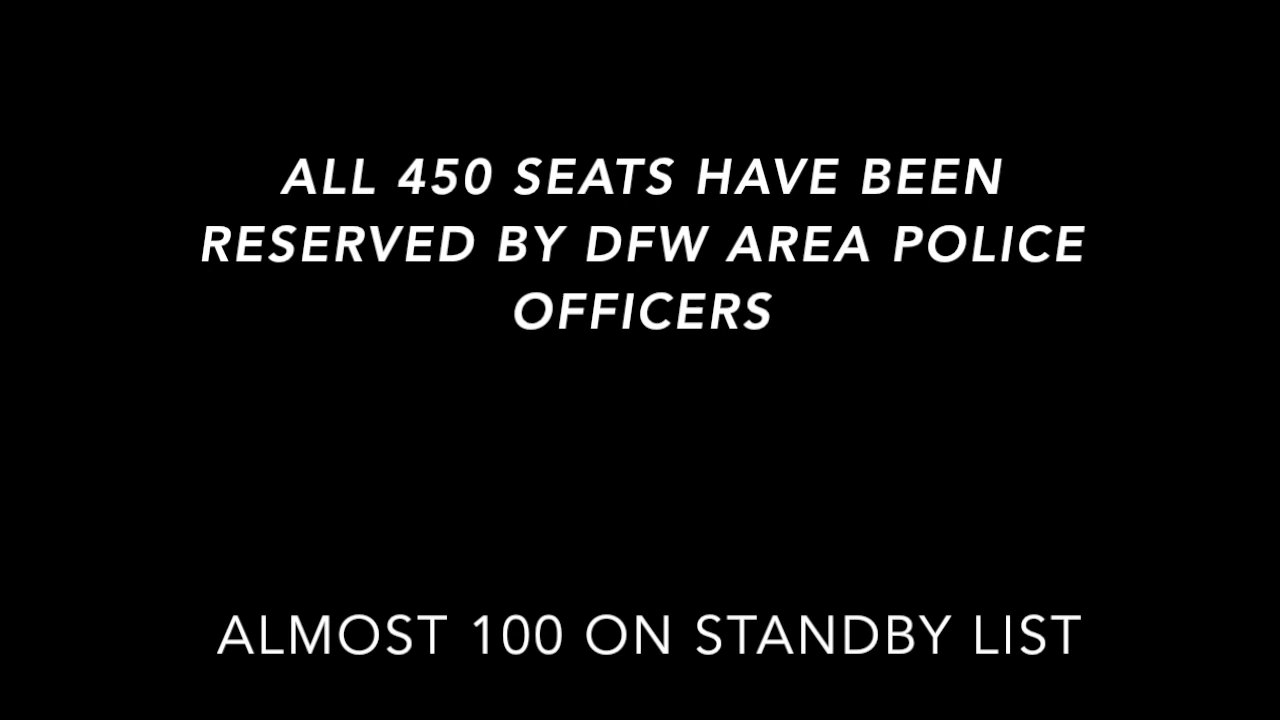 ALL 450 SEATS HAVE BEEN
RESERVED BY DFW AREA POLICE
OFFICERS
ALMOST 100 ON STANDBY LIST